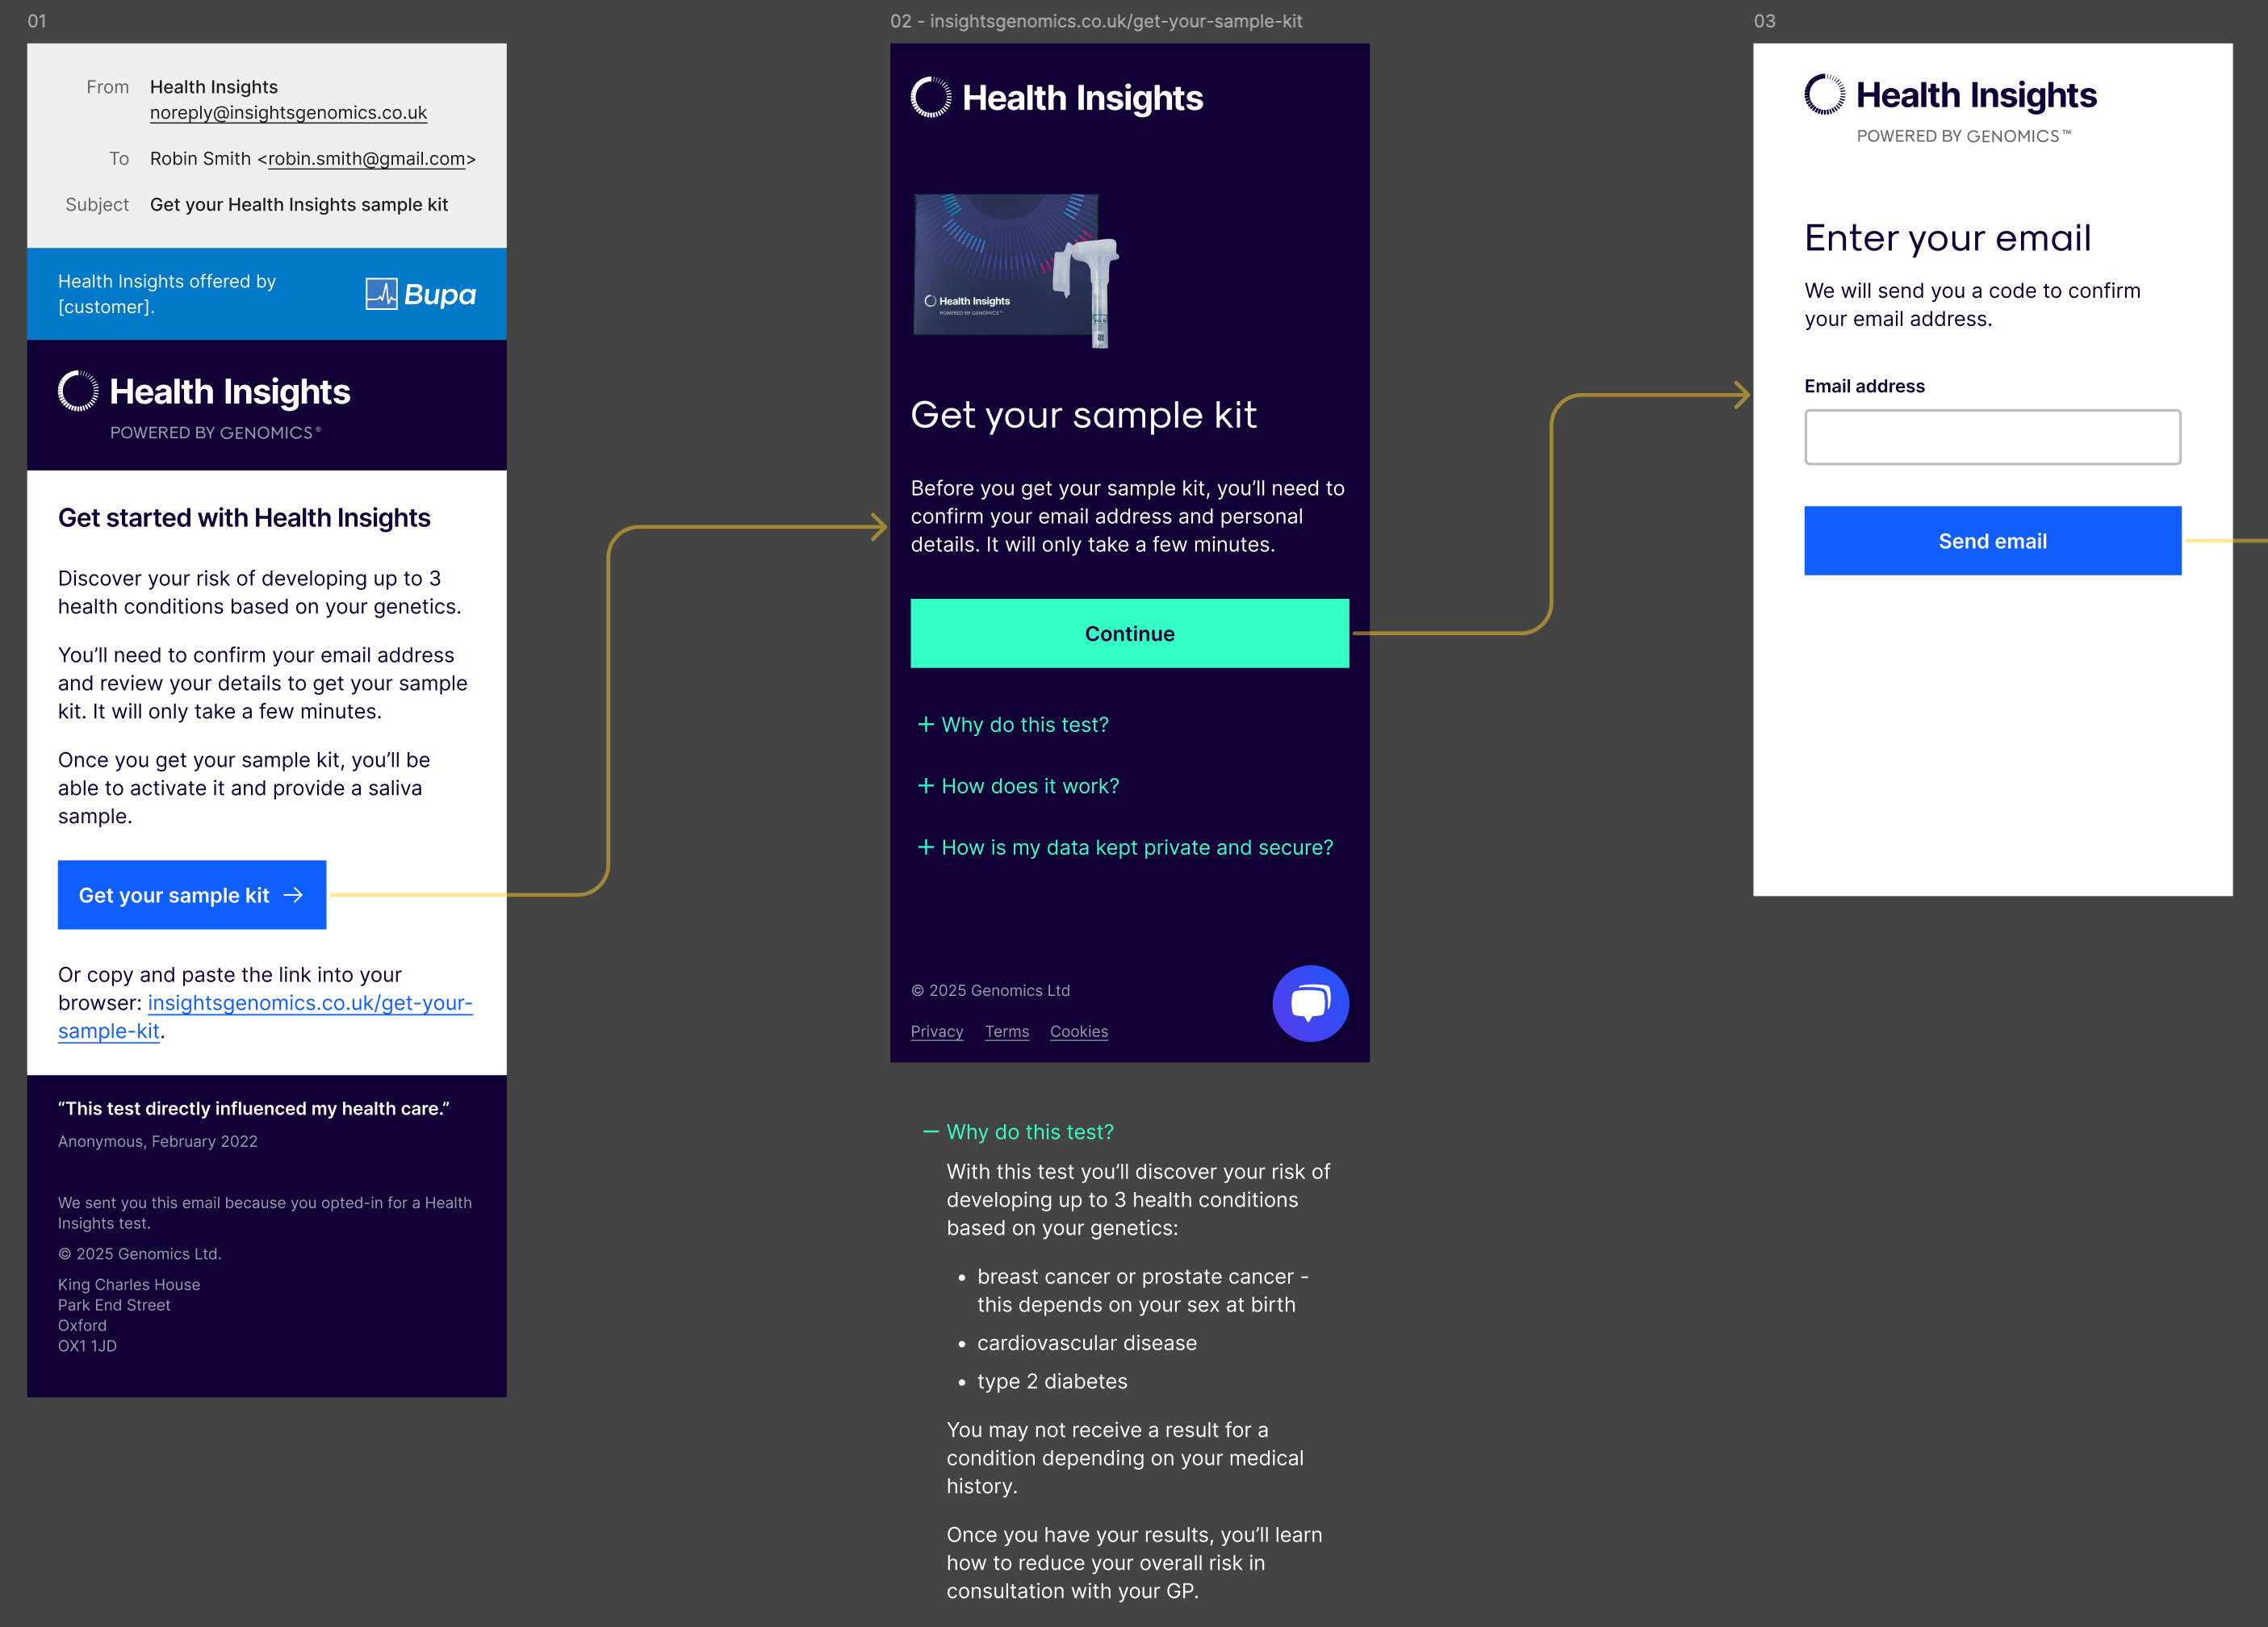 01
From Health Insights
noreply@insightsgenomics.co.uk
To Robin Smith <robin.smith@gmail.com>
Subject Get your Health Insights sample kit
Health Insights offered by
[customer].
Bupa
Health Insights
POWERED BY GENOMICS®
Get started with Health Insights
Discover your risk of developing up to 3
health conditions based on your genetics.
You’ll need to confirm your email address
and review your details to get your sample
kit. It will only take a few minutes.
Once you get your sample kit, you’ll be
able to activate it and provide a saliva
sample.
Get your sample kit →
Or copy and paste the link into your
browser: insightsgenomics.co.uk/get-your-
sample-kit.
“This test directly influenced my health care.”
Anonymous, February 2022
We sent you this email because you opted-in for a Health
Insights test.
© 2025 Genomics Ltd.
King Charles House
Park End Street
Oxford
OX1 1JD
02 - insightsgenomics.co.uk/get-your-sample-kit
Health Insights
Health Insights
POWERED BY GENOMICS™
Get your sample kit
Before you get your sample kit, you’ll need to
confirm your email address and personal
details. It will only take a few minutes.
Continue
+ Why do this test?
+ How does it work?
+ How is my data kept private and secure?
© 2025 Genomics Ltd
Privacy Terms Cookies
– Why do this test?
With this test you’ll discover your risk of
developing up to 3 health conditions
based on your genetics:
• breast cancer or prostate cancer -
this depends on your sex at birth
• cardiovascular disease
• type 2 diabetes
You may not receive a result for a
condition depending on your medical
history.
Once you have your results, you’ll learn
how to reduce your overall risk in
consultation with your GP.
03
Health Insights
POWERED BY GENOMICS™
Enter your email
We will send you a code to confirm
your email address.
Email address
Send email